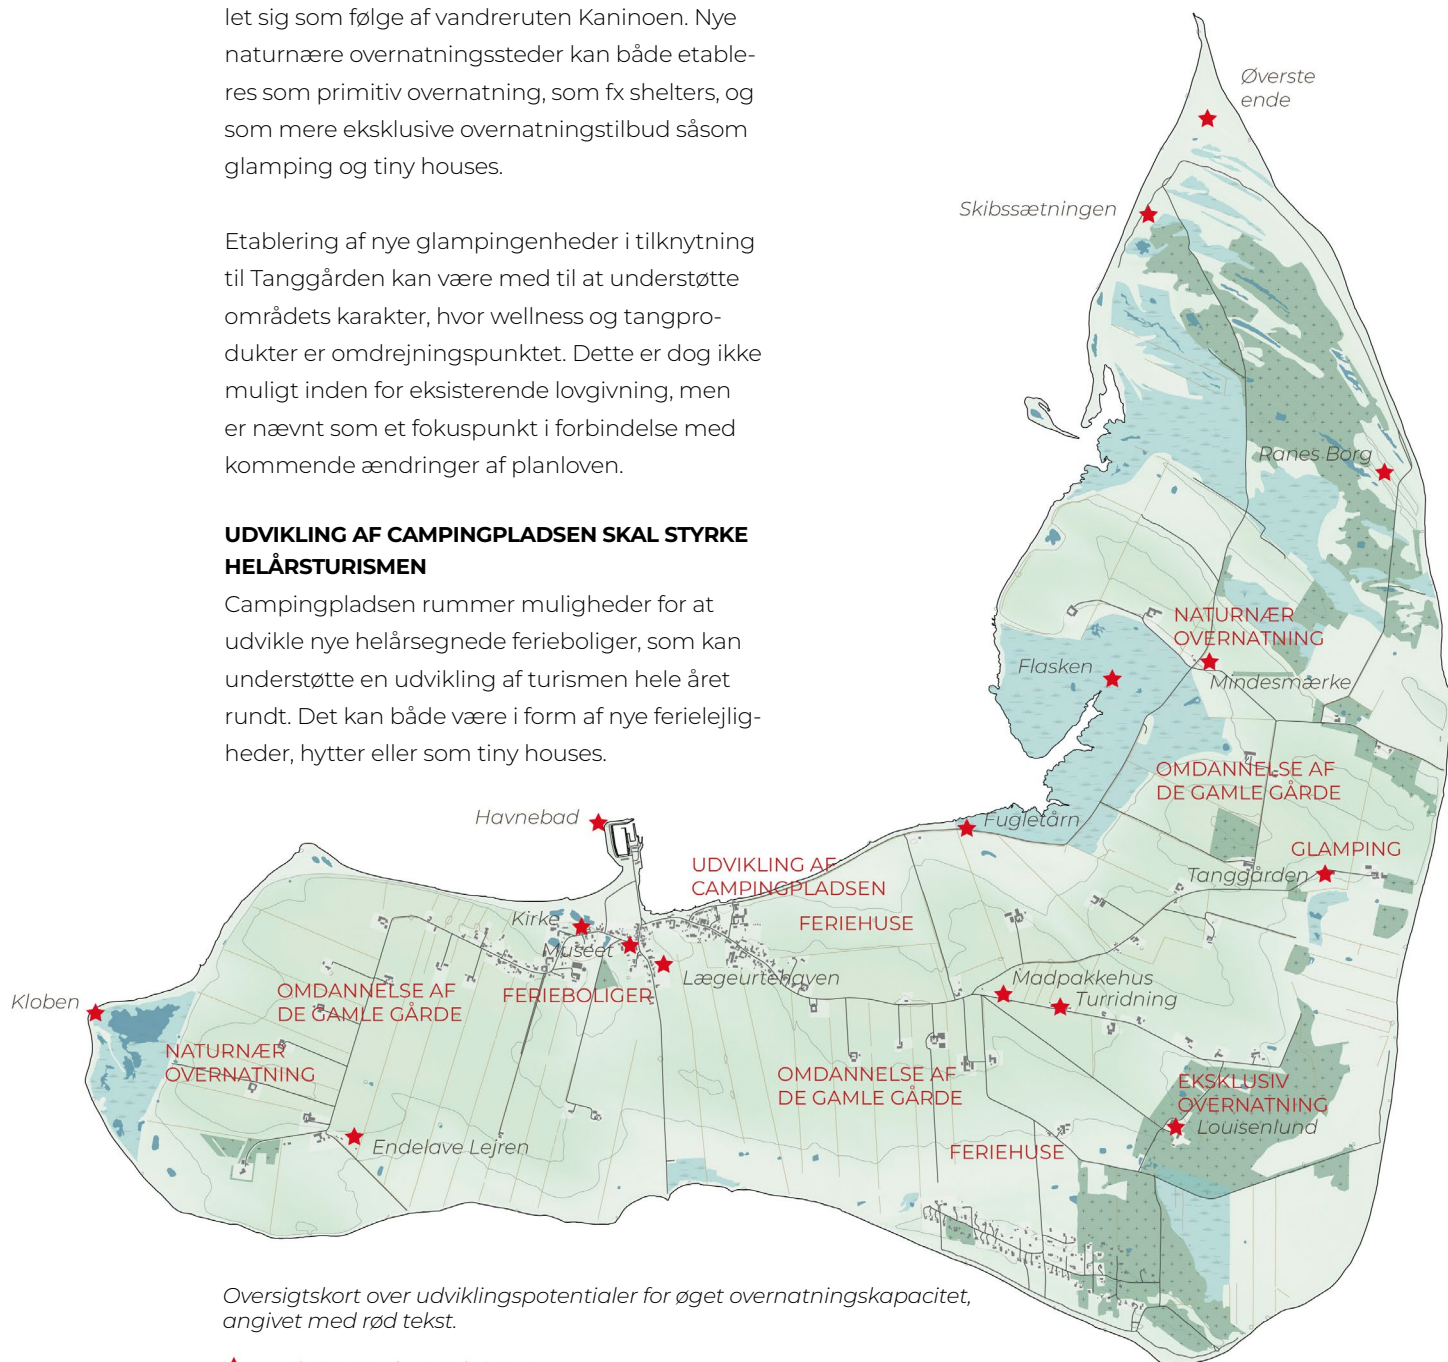 let sig som følge af vandreruten Kaninoen. Nye
naturnære overnatningssteder kan både etable-
res som primitiv overnatning, som fx shelters, og
som mere eksklusive overnatningstilbud såsom
glamping og tiny houses.
Etablering af nye glampingenheder i tilknytning
til Tanggården kan være med til at understøtte
områdets karakter, hvor wellness og tangpro-
dukter er omdrejningspunktet. Dette er dog ikke
muligt inden for eksisterende lovgivning, men
er nævnt som et fokuspunkt i forbindelse med
kommende ændringer af planloven.
UDVIKLING AF CAMPINGPLADSEN SKAL STYRKE
HELÅRSTURISMEN
Campingpladsen rummer muligheder for at
udvikle nye helårsegnede ferieboliger, som kan
understøtte en udvikling af turismen hele året
rundt. Det kan både være i form af nye ferielejlig-
heder, hytter eller som tiny houses.
Øverste
ende
Skibssætningen
Ranes Borg
NATURNÆR
OVERNATNING
Flasken
Mindesmærke
OMDANNELSE AF
DE GAMLE GÅRDE
Havnebad
Fugletårn
GLAMPING
UDVIKLING AF
CAMPINGPLADSEN
Tanggården
FERIEHUSE
Kirke
Museet
Lægeurtehaven
Madpakkehus
Turridning
Kloben
OMDANNELSE AF
DE GAMLE GÅRDE
FERIEBOLIGER
NATURNÆR
OVERNATNING
OMDANNELSE AF
DE GAMLE GÅRDE
EKSKLUSIV
OVERNATNING
Louisenlund
Endelave Lejren
FERIEHUSE
Oversigtskort over udviklingspotentialer for øget overnatningskapacitet,
angivet med rød tekst.